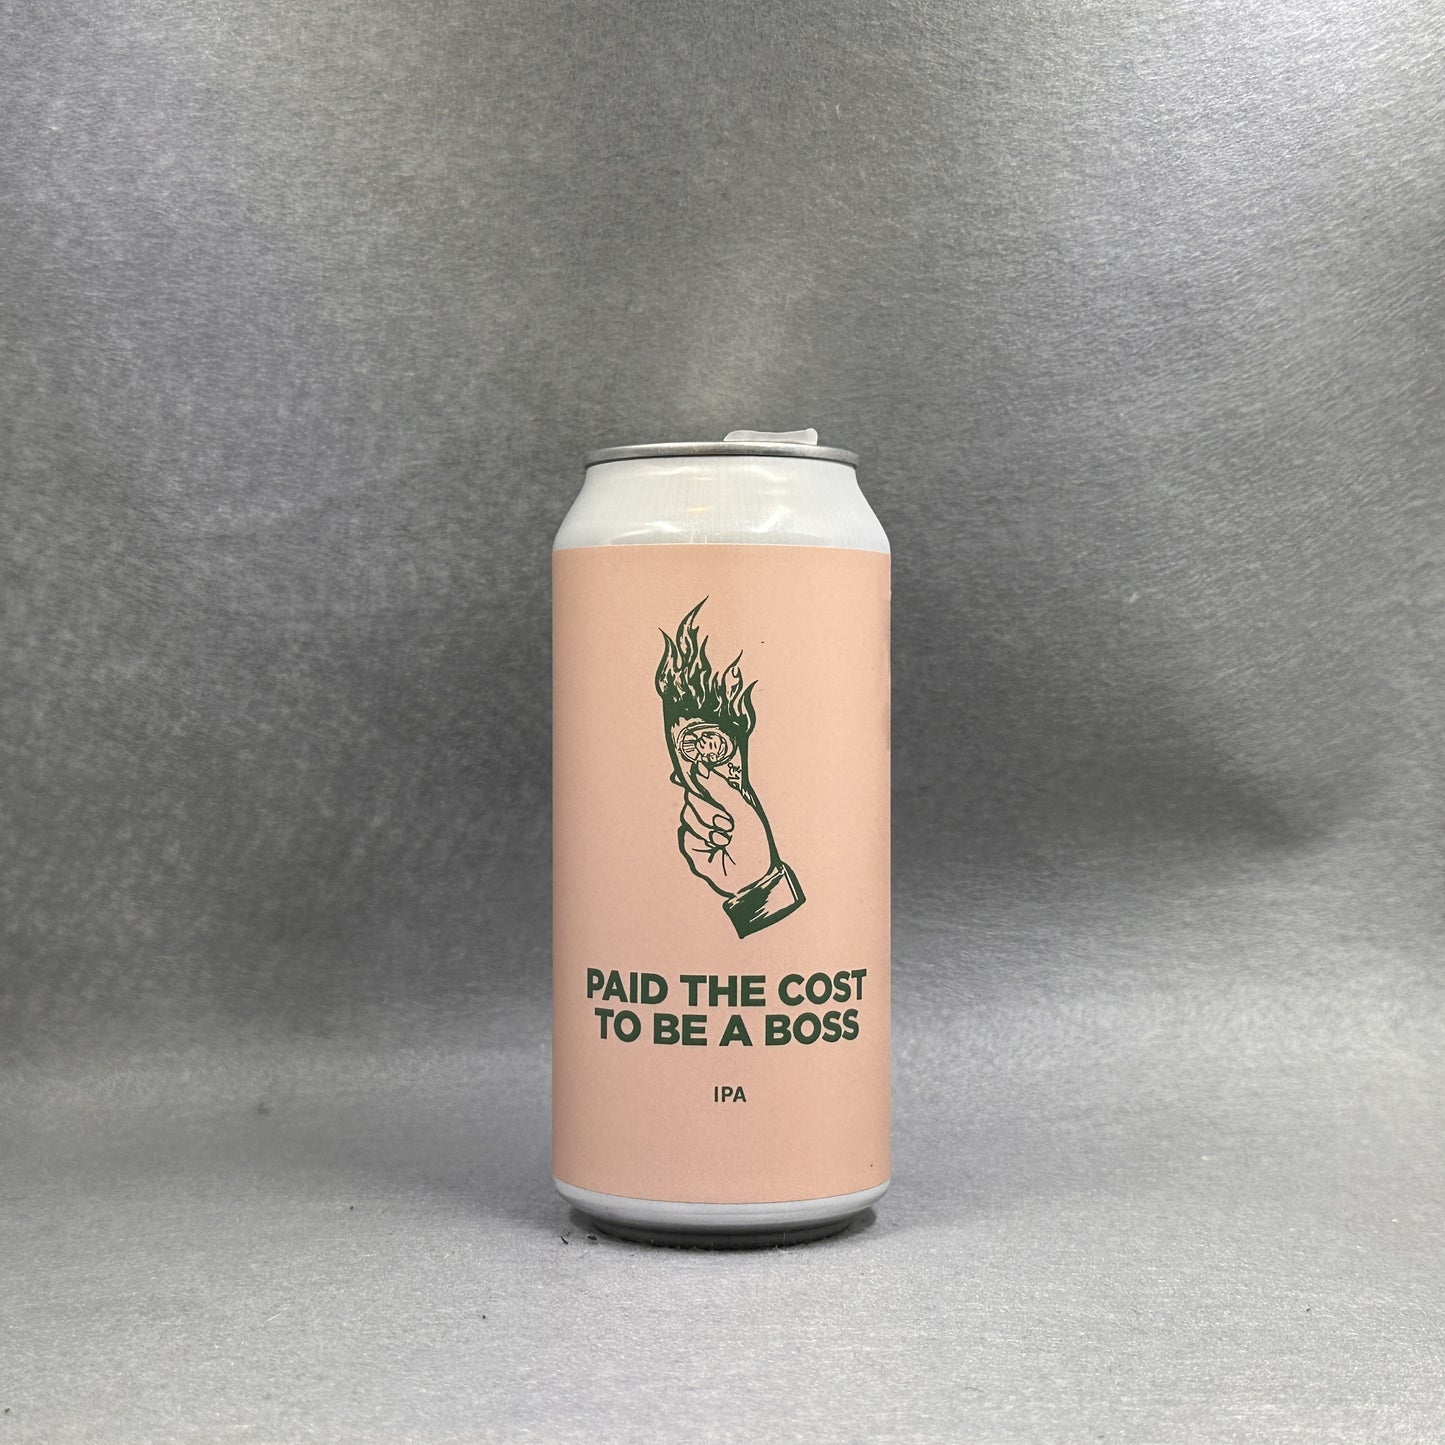 PAID THE COST
TO BE A BOSS
IPA